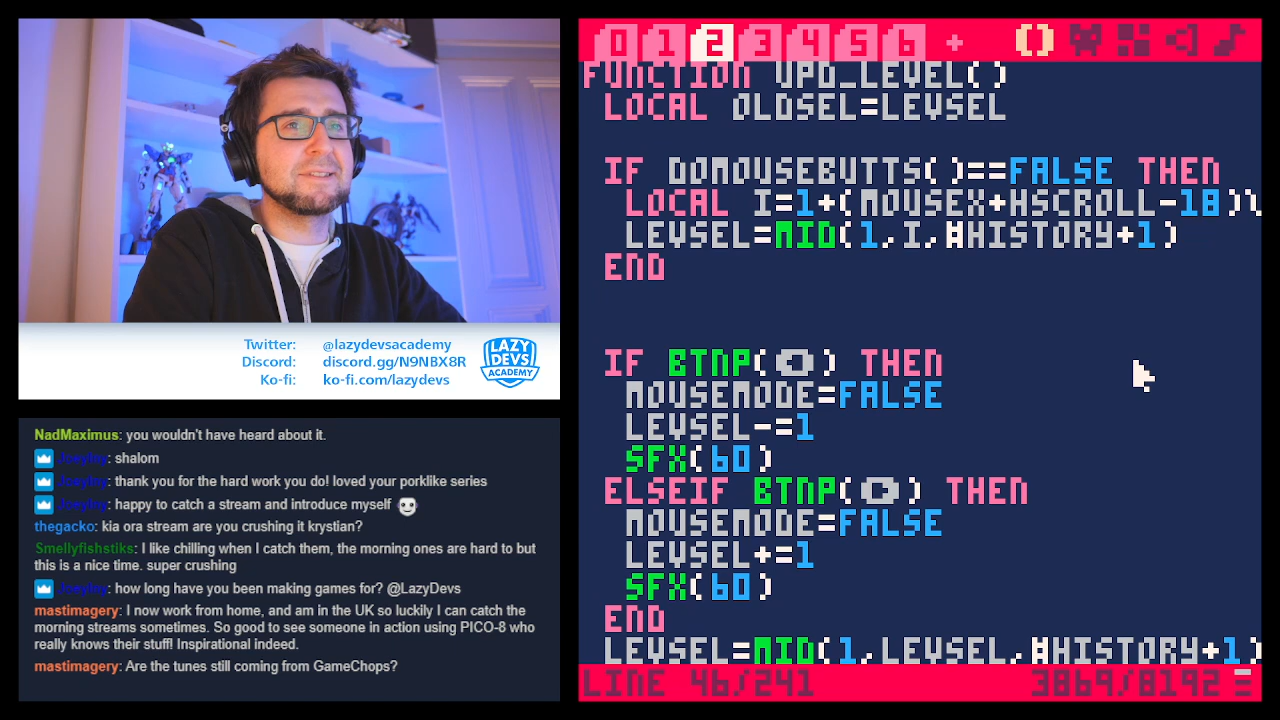 Twitter: @lazydevsacademy
Discord: discord.gg/N9NBX8R
Ko-fi: ko-fi.com/lazydevs
LAZY
DEVS
ACADEMY
NadMaximus: you wouldn't have heard about it.
shalom
thank you for the hard work you do! loved your porklike series
happy to catch a stream and introduce myself
thegacko: kia ora stream are you crushing it krystian?
Smellyfishstiks: I like chilling when I catch them, the morning ones are hard to but
this is a nice time. super crushing
how long have you been making games for? @LazyDevs
mastimagery: I now work from home, and am in the UK so luckily I can catch the
morning streams sometimes. So good to see someone in action using PICO-8 who
really knows their stuff! Inspirational indeed.
mastimagery: Are the tunes still coming from GameChops?
0 1 2 3 4 5 6 +
FUNCTION UPD_LEVEL()
LOCAL OLDSEL=LEVSEL
IF DOMOUSEBUTTS()==FALSE THEN
LOCAL I=1+(MOUSEX+HSCROLL-18)\
LEVSEL=MID(1,I,#HISTORY+1)
END
IF BTNP(⬅️) THEN
MOUSEMODE=FALSE
LEVSEL-=1
SFX(60)
ELSEIF BTNP(➡️) THEN
MOUSEMODE=FALSE
LEVSEL+=1
SFX(60)
END
LEVSEL=MID(1,LEVSEL,#HISTORY+1)
LINE 46/241 3869/8192